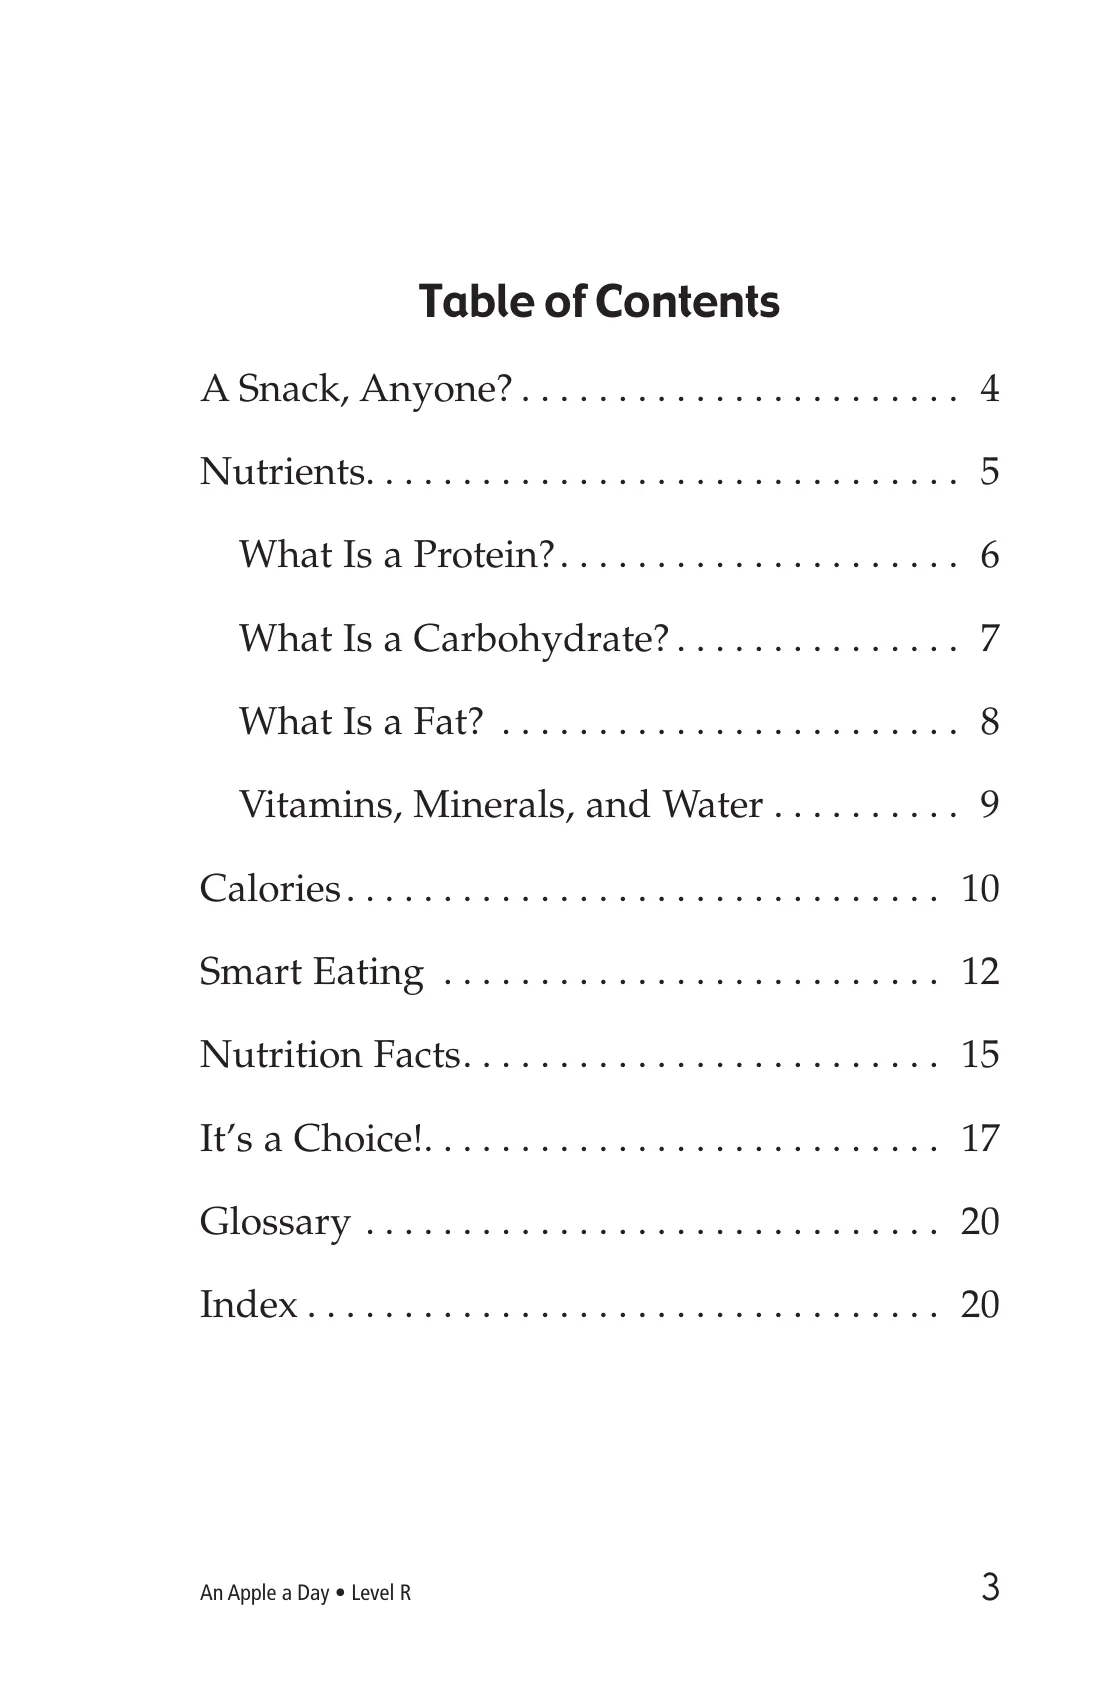 Table of Contents
A Snack, Anyone? . . . . . . . . . . . . . . . . . . . . . . . 4
Nutrients. . . . . . . . . . . . . . . . . . . . . . . . . . . . . . . 5
What Is a Protein? . . . . . . . . . . . . . . . . . . . . . 6
What Is a Carbohydrate? . . . . . . . . . . . . . . . 7
What Is a Fat? . . . . . . . . . . . . . . . . . . . . . . . . 8
Vitamins, Minerals, and Water . . . . . . . . . . 9
Calories . . . . . . . . . . . . . . . . . . . . . . . . . . . . . . . 10
Smart Eating . . . . . . . . . . . . . . . . . . . . . . . . . . 12
Nutrition Facts. . . . . . . . . . . . . . . . . . . . . . . . . 15
It’s a Choice!. . . . . . . . . . . . . . . . . . . . . . . . . . . 17
Glossary . . . . . . . . . . . . . . . . . . . . . . . . . . . . . . 20
Index . . . . . . . . . . . . . . . . . . . . . . . . . . . . . . . . . 20
An Apple a Day • Level R 3